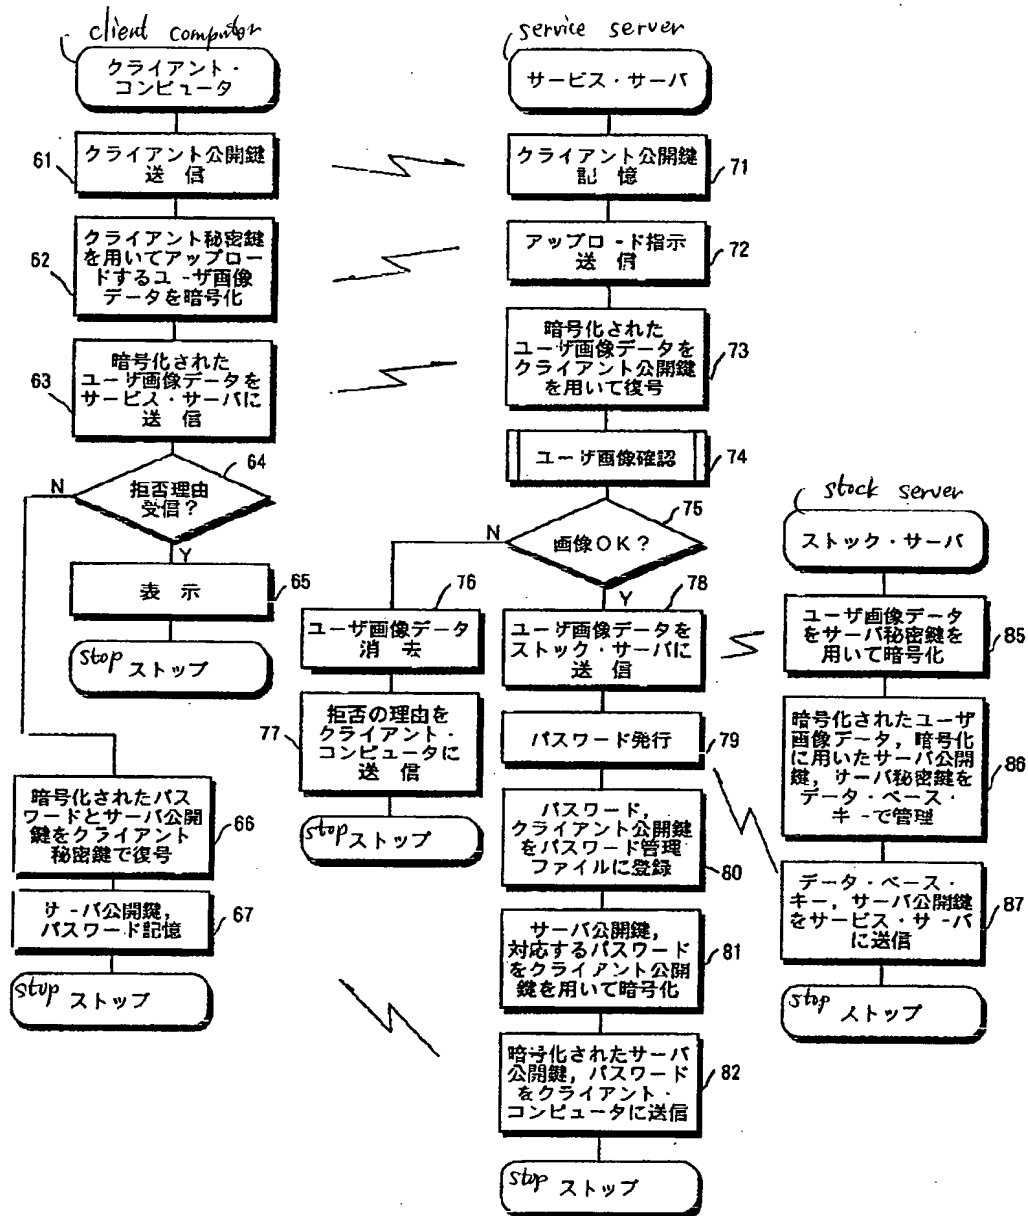 client computer
クライアント・
コンピュータ
61
クライアント公開鍵
送 信
62
クライアント秘密鍵
を用いてアップロー
ドするユーザ画像
データを暗号化
63
暗号化された
ユーザ画像データを
サービス・サーバに
送 信
64
拒否理由
受信?
N
Y
65
表 示
stop ストップ
66
暗号化されたパス
ワードとサーバ公開
鍵をクライアント
秘密鍵で復号
67
サーバ公開鍵,
パスワード記憶
stop ストップ
service server
サービス・サーバ
クライアント公開鍵
記 憶
71
アップロード指示
送 信
72
暗号化された
ユーザ画像データを
クライアント公開鍵
を用いて復号
73
ユーザ画像確認
74
75
画像OK?
N
Y
76
ユーザ画像データ
消 去
77
拒否の理由を
クライアント・
コンピュータに
送 信
stop ストップ
78
ユーザ画像データを
ストック・サーバに
送 信
パスワード発行
79
パスワード,
クライアント公開鍵
をパスワード管理
ファイルに登録
80
サーバ公開鍵,
対応するパスワード
をクライアント公開
鍵を用いて暗号化
81
暗号化されたサーバ
公開鍵, パスワード
をクライアント・
コンピュータに送信
82
stop ストップ
stock server
ストック・サーバ
ユーザ画像データ
をサーバ秘密鍵を
用いて暗号化
85
暗号化されたユーザ
画像データ, 暗号化
に用いたサーバ公開
鍵, サーバ秘密鍵を
データ・ベース・
キーで管理
86
データ・ベース・
キー, サーバ公開鍵
をサービス・サーバ
に送信
87
stop ストップ